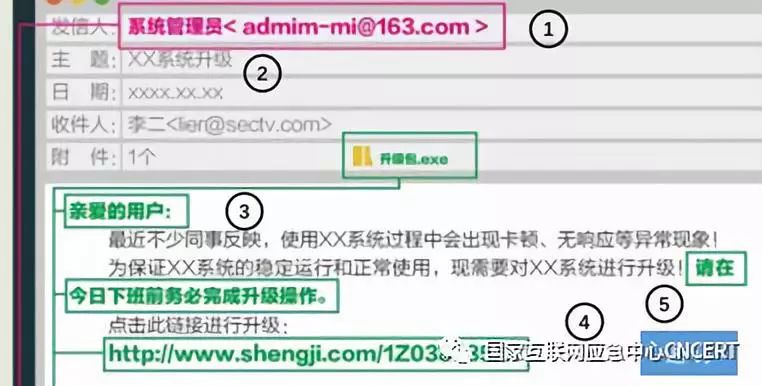 发信人: 系统管理员< admim-mi@163.com > ①
主 题: XX系统升级 ②
日 期: xxxx.xx.xx
收件人: 李二<lier@sectv.com>
附 件: 1个 升级包.exe
亲爱的用户: ③
最近不少同事反映，使用XX系统过程中会出现卡顿、无响应等异常现象!
为保证XX系统的稳定运行和正常使用，现需要对XX系统进行升级! 请在
今日下班前务必完成升级操作。 ⑤
点击此链接进行升级: ④
http://www.shengji.com/1Z03
国家互联网应急中心CNCERT